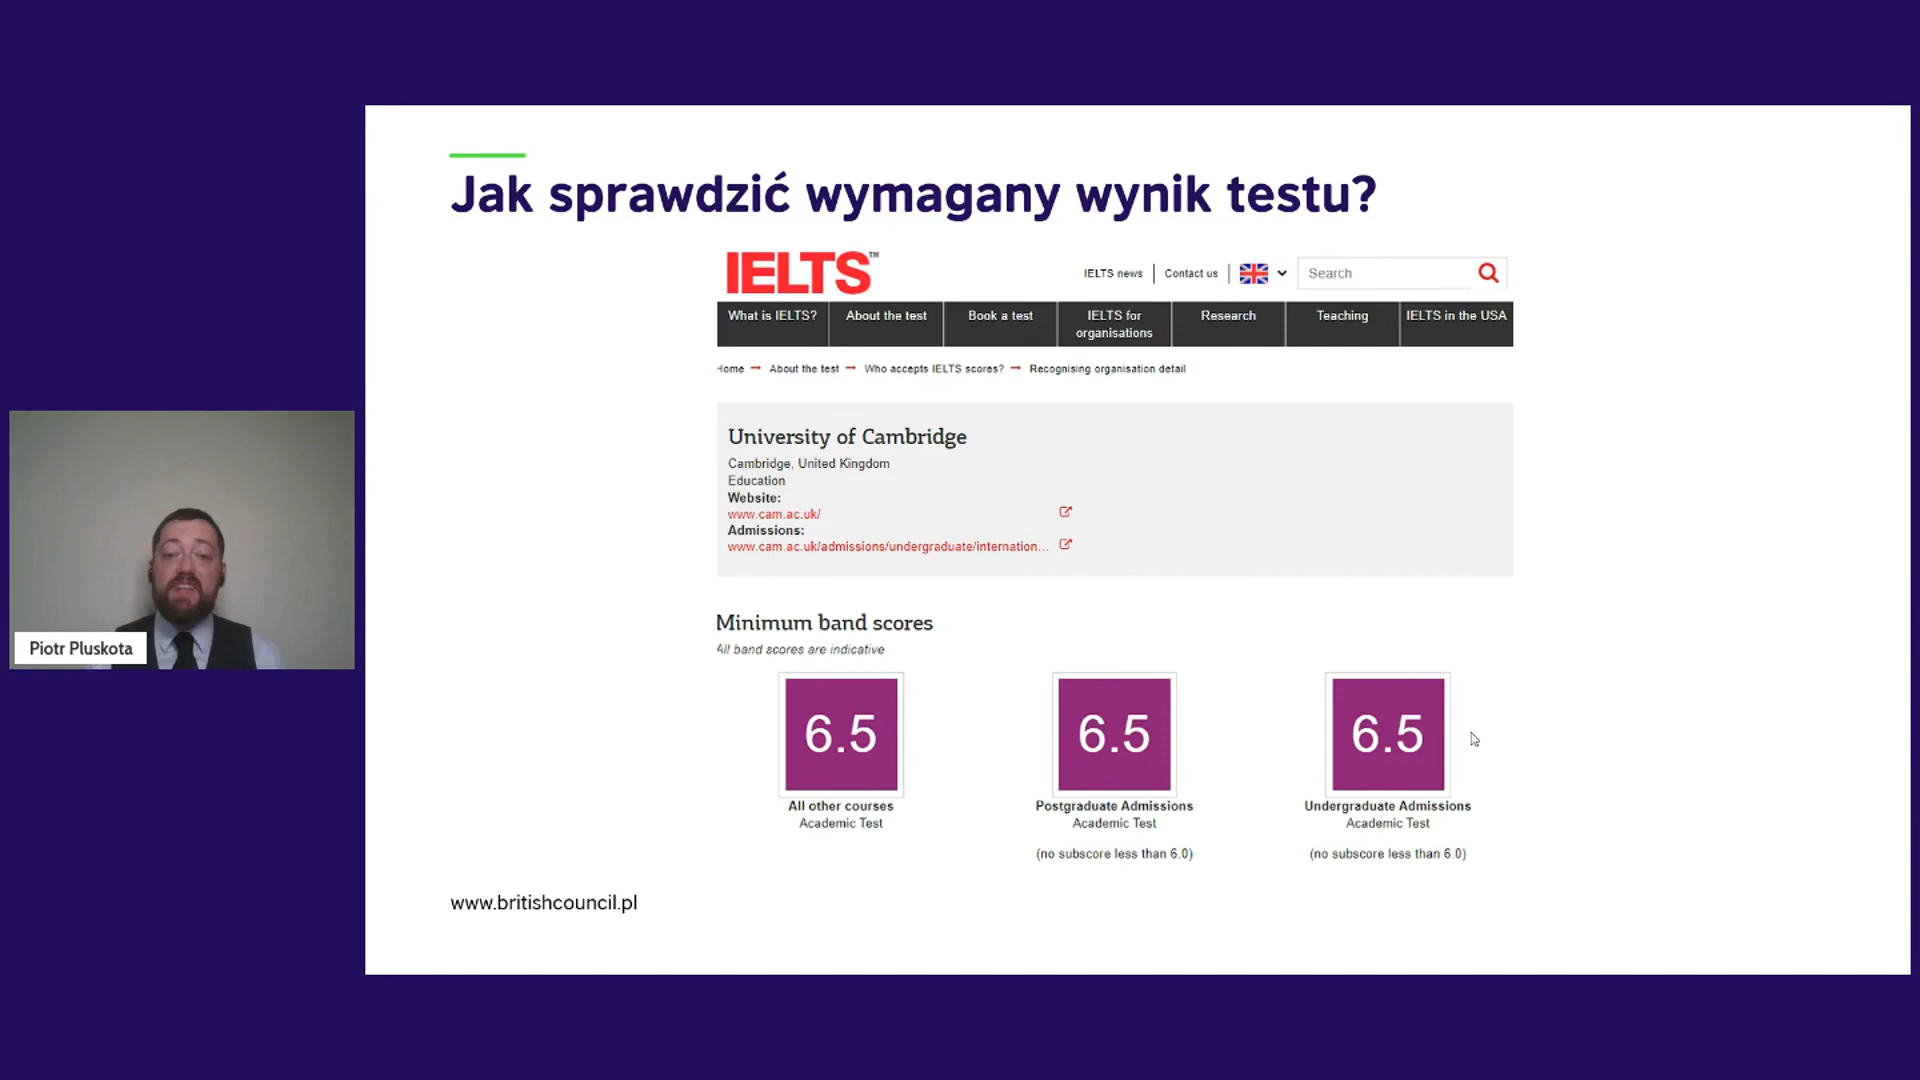 Jak sprawdzić wymagany wynik testu?
IELTS™
IELTS news
Contact us
Search
What is IELTS?
About the test
Book a test
IELTS for
organisations
Research
Teaching
IELTS in the USA
Home
About the test
Who accepts IELTS scores?
Recognising organisation detail
University of Cambridge
Cambridge, United Kingdom
Education
Website:
www.cam.ac.uk/
Admissions:
www.cam.ac.uk/admissions/undergraduate/internation...
Piotr Pluskota
Minimum band scores
All band scores are indicative
6.5
All other courses
Academic Test
6.5
Postgraduate Admissions
Academic Test
(no subscore less than 6.0)
6.5
Undergraduate Admissions
Academic Test
(no subscore less than 6.0)
www.britishcouncil.pl